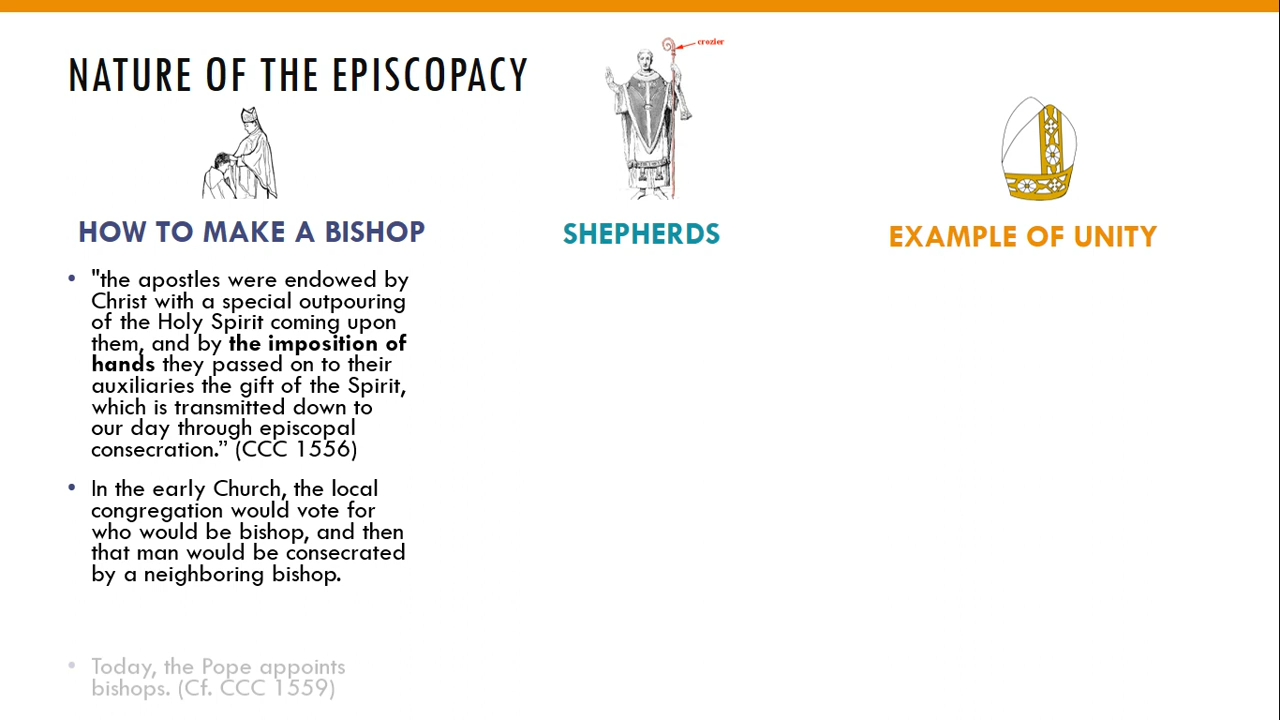 NATURE OF THE EPISCOPACY
crozier
HOW TO MAKE A BISHOP
"the apostles were endowed by
Christ with a special outpouring
of the Holy Spirit coming upon
them, and by the imposition of
hands they passed on to their
auxiliaries the gift of the Spirit,
which is transmitted down to
our day through episcopal
consecration.” (CCC 1556)
In the early Church, the local
congregation would vote for
who would be bishop, and then
that man would be consecrated
by a neighboring bishop.
Today, the Pope appoints
bishops. (Cf. CCC 1559)
SHEPHERDS
EXAMPLE OF UNITY